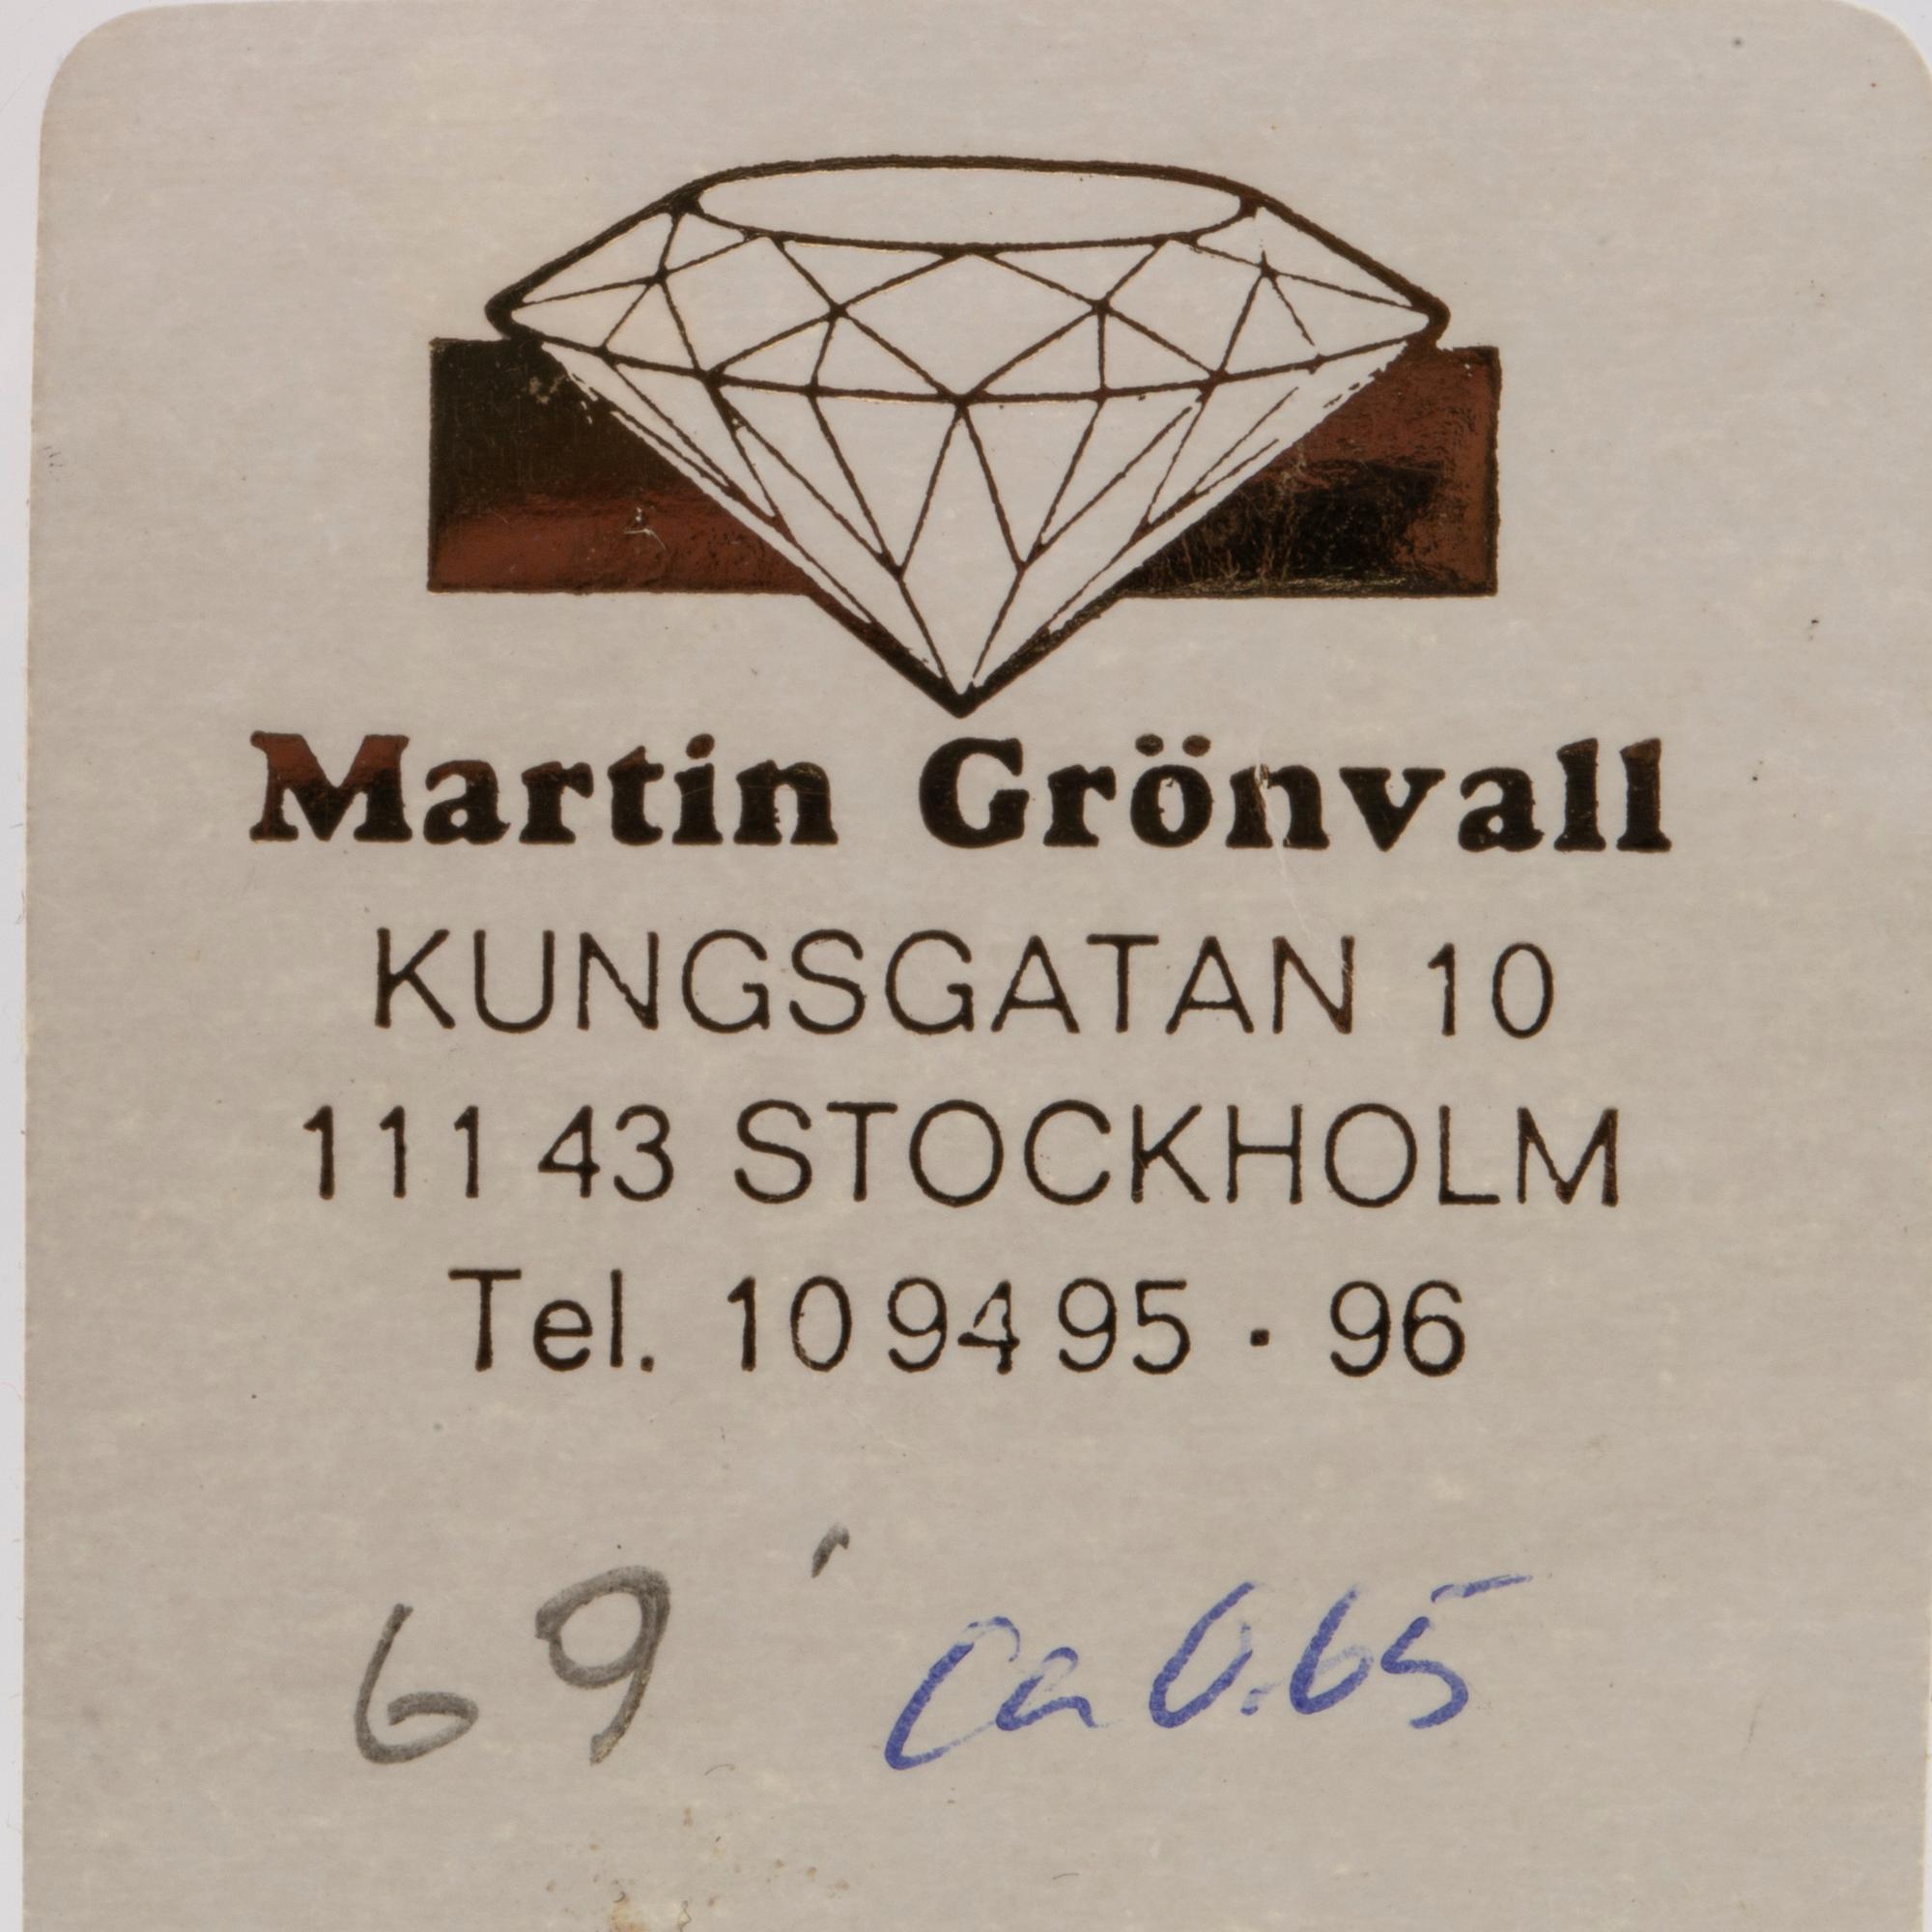 Martin Grönvall
KUNGSGATAN 10
111 43 STOCKHOLM
Tel. 10 94 95 · 96
69 ca 0.65